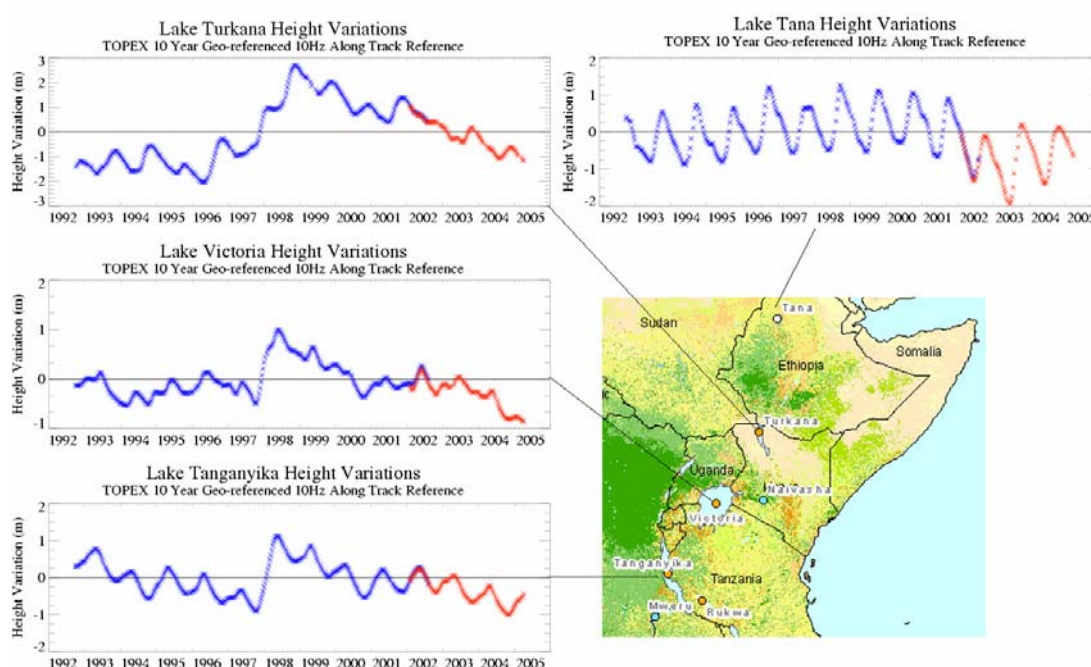 Lake Turkana Height Variations
TOPEX 10 Year Geo-referenced 10Hz Along Track Reference
Height Variation (m)
3
2
1
0
-1
-2
-3
1992 1993 1994 1995 1996 1997 1998 1999 2000 2001 2002 2003 2004 2005
Lake Tana Height Variations
TOPEX 10 Year Geo-referenced 10Hz Along Track Reference
Height Variation (m)
2
1
0
-1
-2
1992 1993 1994 1995 1996 1997 1998 1999 2000 2001 2002 2003 2004
Lake Victoria Height Variations
TOPEX 10 Year Geo-referenced 10Hz Along Track Reference
Height Variation (m)
2
1
0
-1
1992 1993 1994 1995 1996 1997 1998 1999 2000 2001 2002 2003 2004 2005
Lake Tanganyika Height Variations
TOPEX 10 Year Geo-referenced 10Hz Along Track Reference
Height Variation (m)
2
1
0
-1
-2
1992 1993 1994 1995 1996 1997 1998 1999 2000 2001 2002 2003 2004 2005
Tana
Sudan
Ethiopia
Somalia
Turkana
Uganda
Naivasha
Victoria
Tanganyika
Tanzania
Mweru
Rukwa